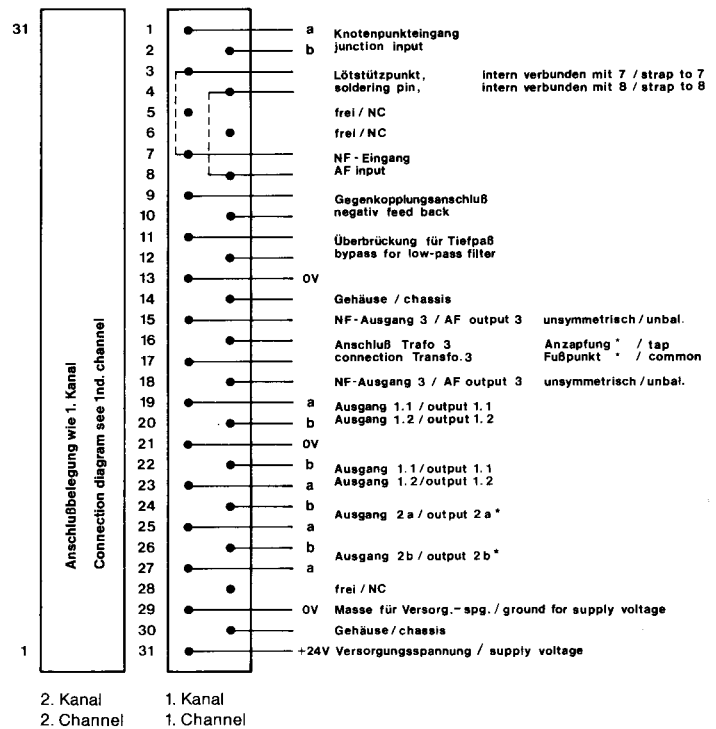 31 1 a Knotenpunkteingang
2 b junction input
3 Lötstützpunkt, intern verbunden mit 7 / strap to 7
4 soldering pin, intern verbunden mit 8 / strap to 8
5 frei / NC
6 frei / NC
7 NF - Eingang
8 AF input
9 Gegenkopplungsanschluß
10 negativ feed back
11 Überbrückung für Tiefpaß
12 bypass for low-pass filter
13 0V
14 Gehäuse / chassis
15 NF-Ausgang 3 / AF output 3 unsymmetrisch / unbal.
16 Anschluß Trafo 3 Anzapfung * / tap
17 connection Transfo. 3 Fußpunkt * / common
18 NF-Ausgang 3 / AF output 3 unsymmetrisch / unbal.
19 a Ausgang 1.1 / output 1.1
20 b Ausgang 1.2 / output 1.2
21 0V
22 b Ausgang 1.1 / output 1.1
23 a Ausgang 1.2 / output 1.2
24 b Ausgang 2a / output 2a *
25 a
26 b Ausgang 2b / output 2b *
27 a
28 frei / NC
29 0V Masse für Versorg.- spg. / ground for supply voltage
30 Gehäuse / chassis
1 31 +24V Versorgungsspannung / supply voltage
Anschlußbelegung wie 1. Kanal
Connection diagram see 1nd. channel
2. Kanal 1. Kanal
2. Channel 1. Channel